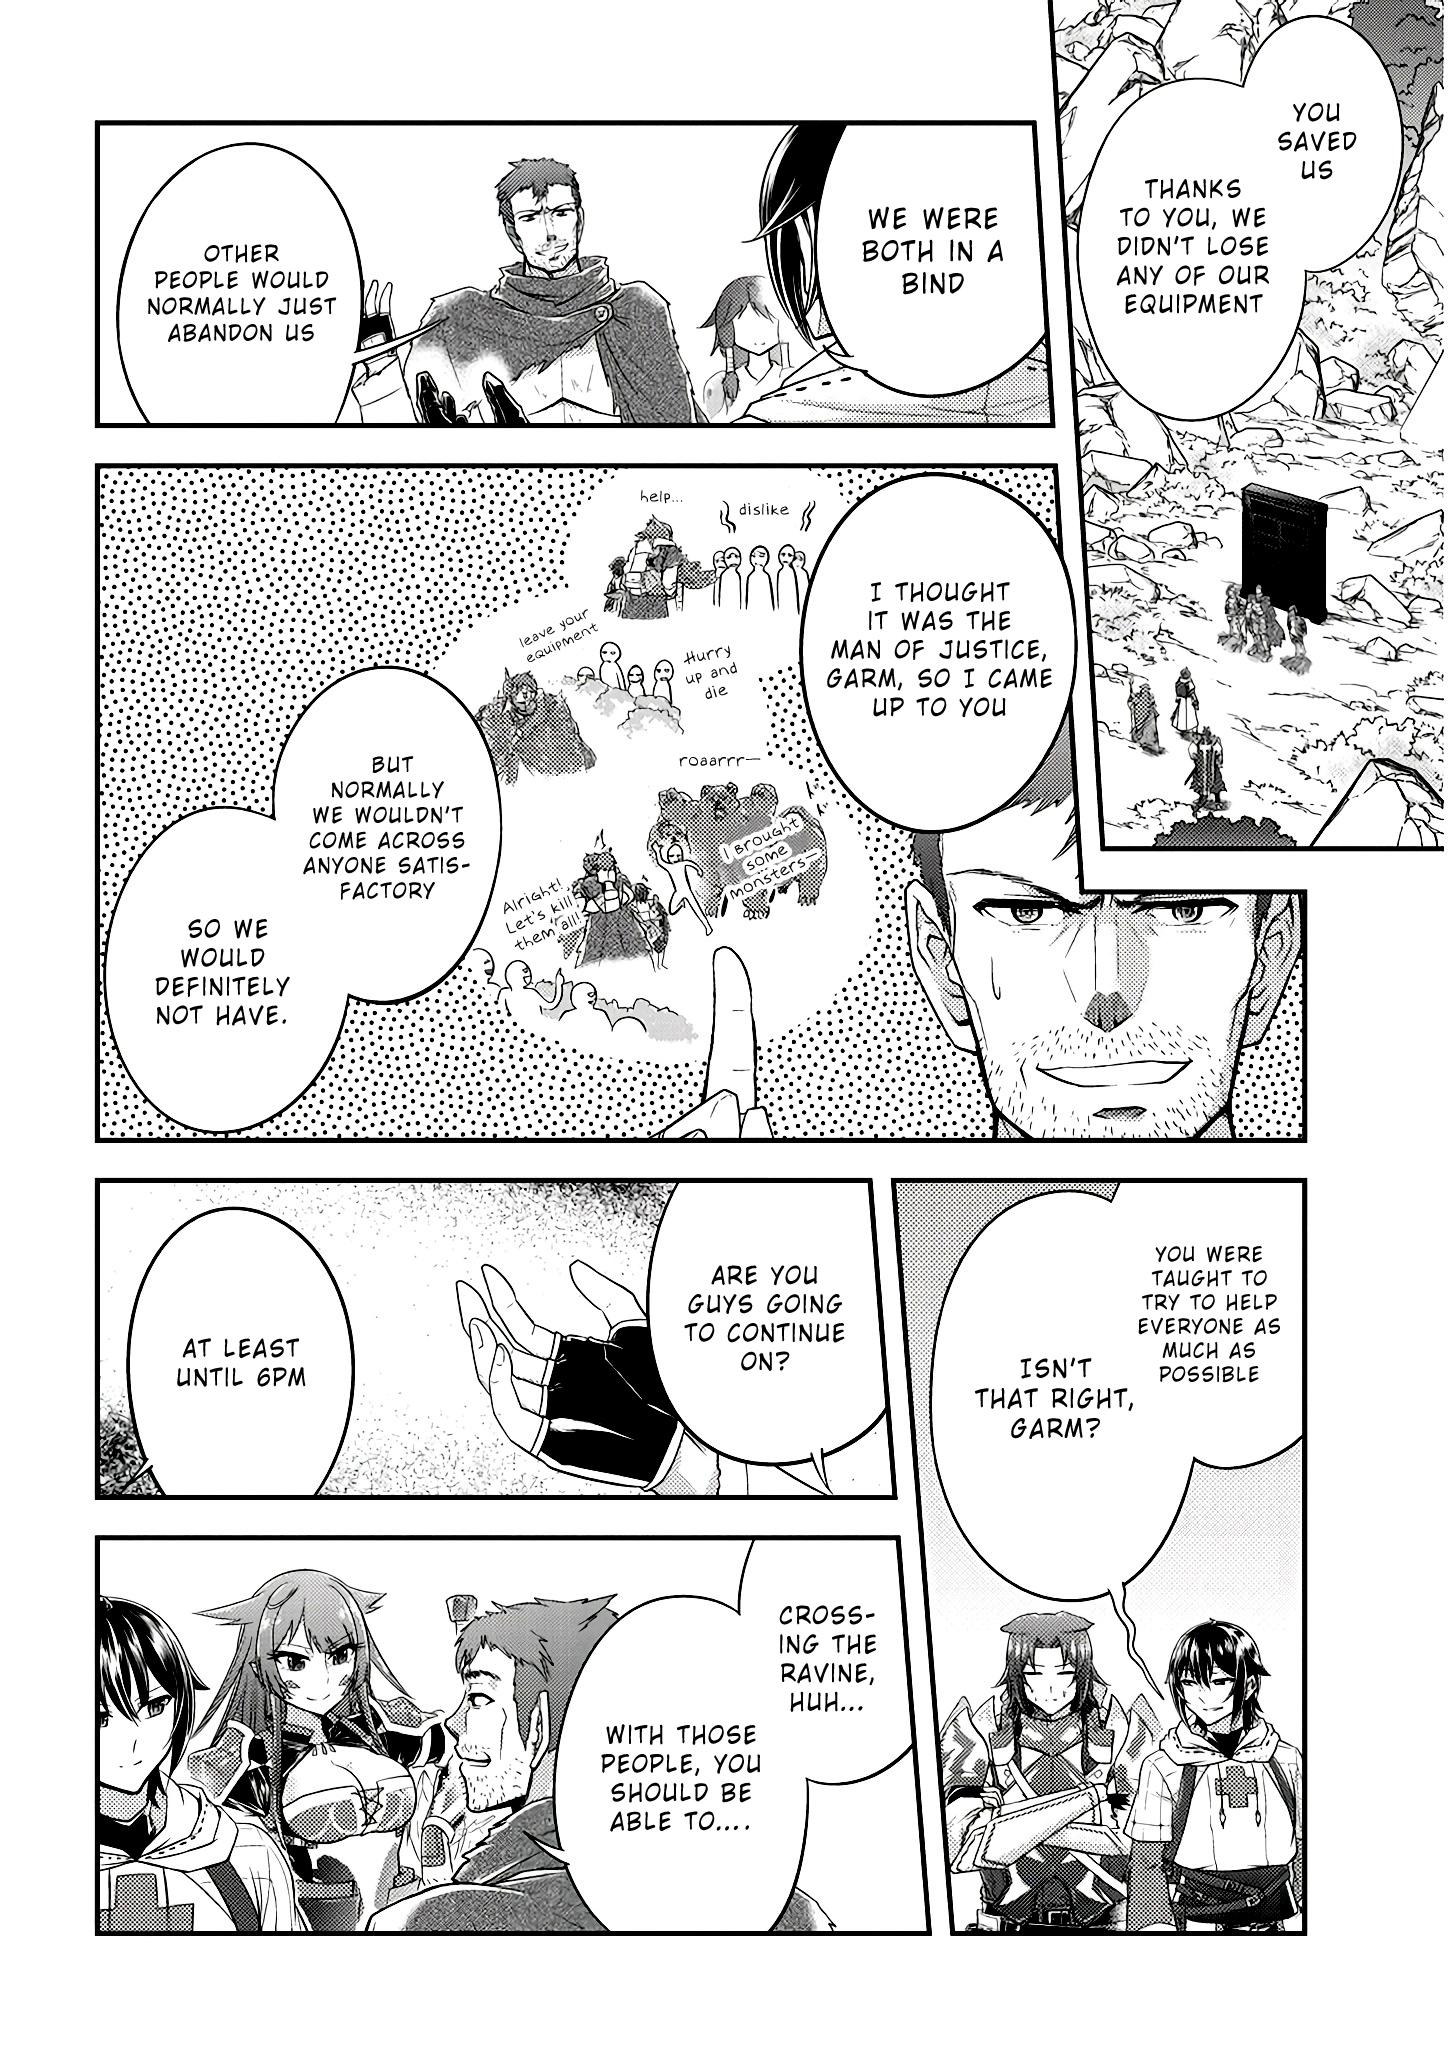 YOU
SAVED
US
THANKS
TO YOU, WE
DIDN'T LOSE
ANY OF OUR
EQUIPMENT
WE WERE
BOTH IN A
BIND
OTHER
PEOPLE WOULD
NORMALLY JUST
ABANDON US
I THOUGHT
IT WAS THE
MAN OF JUSTICE,
GARM, SO I CAME
UP TO YOU
help...
dislike
leave your
equipment
Hurry
up and
die
roaarrr—
I BROUGHT
some
monsters—
Alright!
Let's kill
them all!
BUT
NORMALLY
WE WOULDN'T
COME ACROSS
ANYONE SATIS-
FACTORY
SO WE
WOULD
DEFINITELY
NOT HAVE.
YOU WERE
TAUGHT TO
TRY TO HELP
EVERYONE AS
MUCH AS
POSSIBLE
ISN'T
THAT RIGHT,
GARM?
ARE YOU
GUYS GOING
TO CONTINUE
ON?
AT LEAST
UNTIL 6PM
CROSS-
ING THE
RAVINE,
HUH...
WITH THOSE
PEOPLE, YOU
SHOULD BE
ABLE TO....